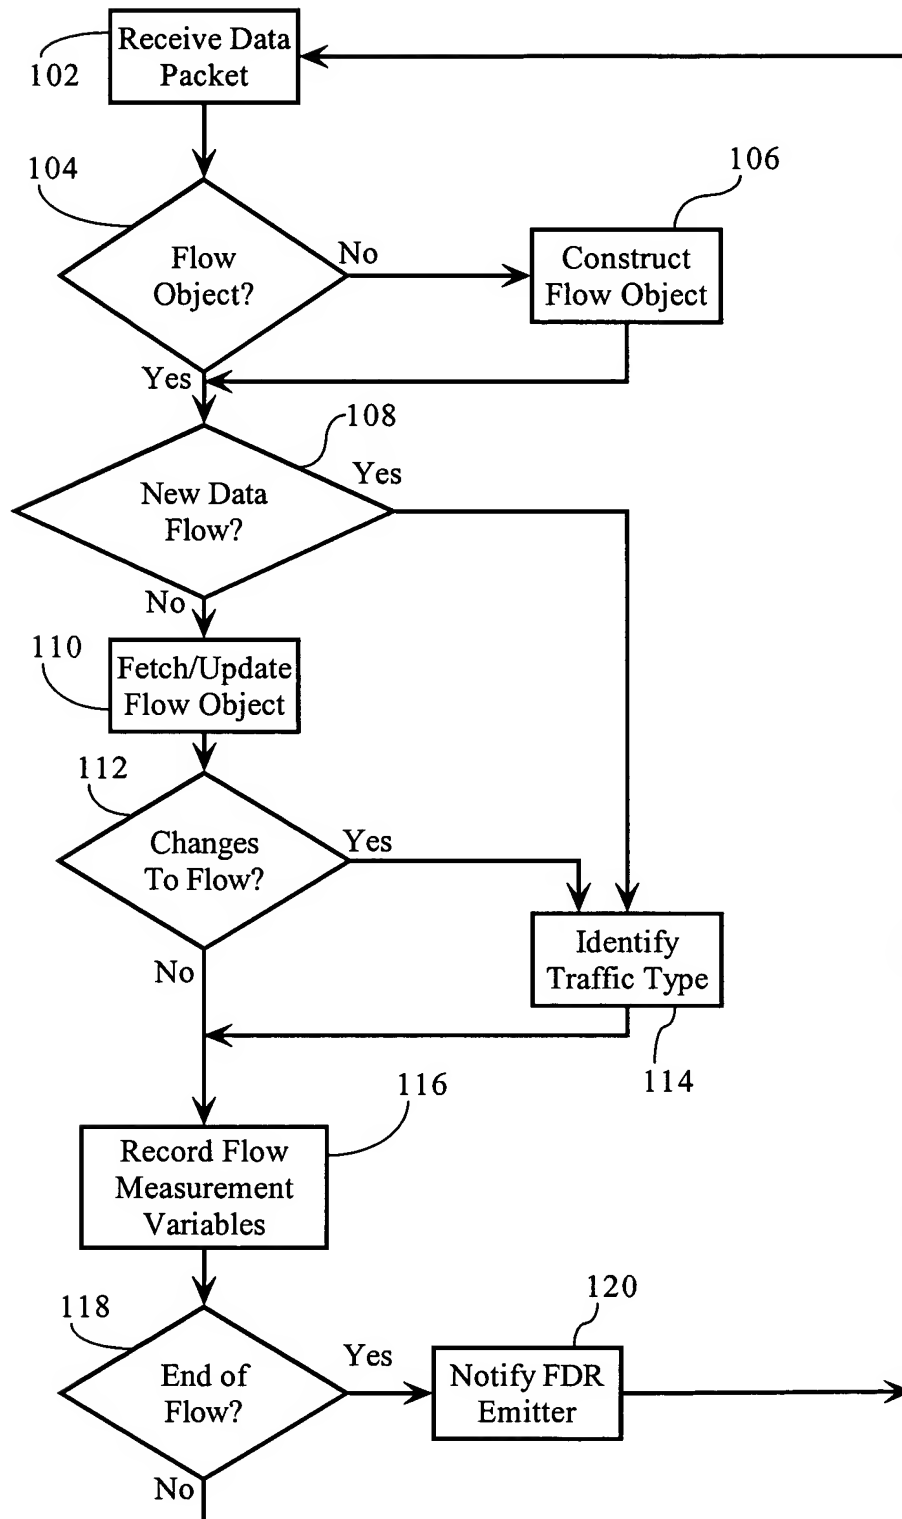 Receive Data
Packet
102
104
106
Flow
Object?
No
Construct
Flow Object
Yes
108
New Data
Flow?
Yes
No
110
Fetch/Update
Flow Object
112
Changes
To Flow?
Yes
No
Identify
Traffic Type
114
116
Record Flow
Measurement
Variables
118
120
End of
Flow?
Yes
Notify FDR
Emitter
No